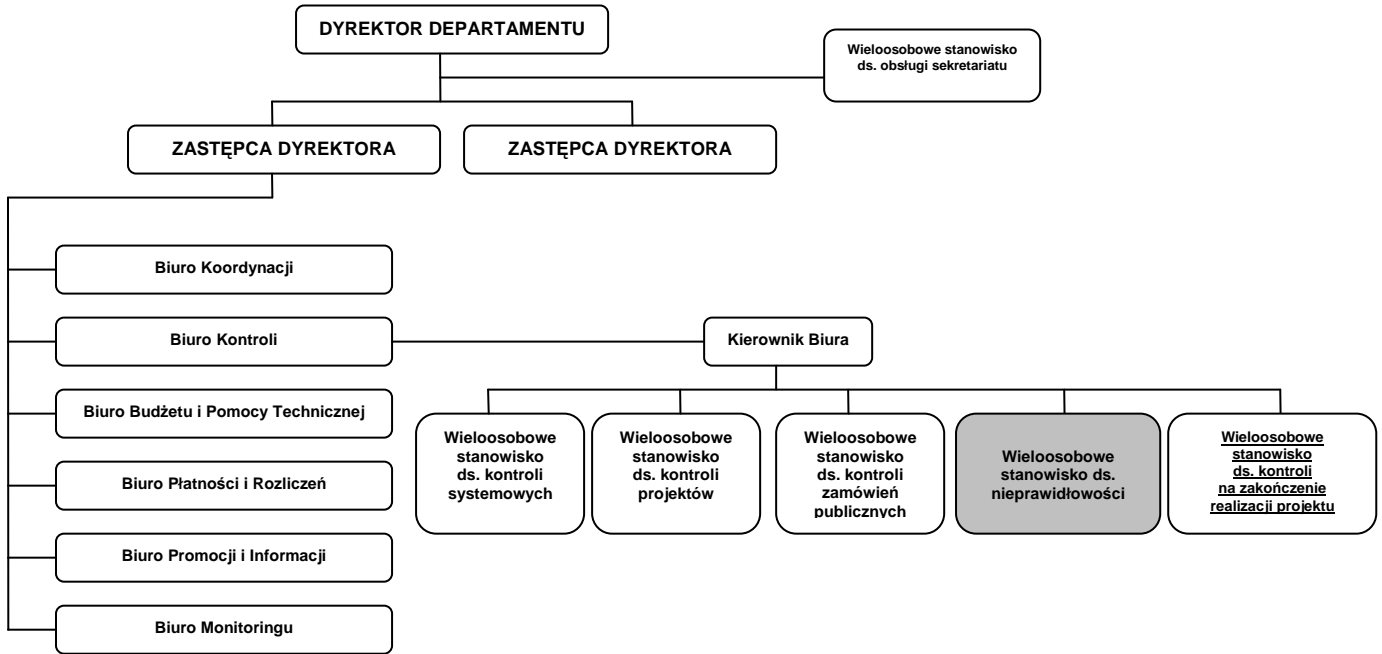 DYREKTOR DEPARTAMENTU
Wieloosobowe stanowisko
ds. obsługi sekretariatu
ZASTĘPCA DYREKTORA
ZASTĘPCA DYREKTORA
Biuro Koordynacji
Biuro Kontroli
Kierownik Biura
Biuro Budżetu i Pomocy Technicznej
Biuro Płatności i Rozliczeń
Biuro Promocji i Informacji
Biuro Monitoringu
Wieloosobowe
stanowisko
ds. kontroli
systemowych
Wieloosobowe
stanowisko
ds. kontroli
projektów
Wieloosobowe
stanowisko
ds. kontroli
zamówień
publicznych
Wieloosobowe
stanowisko ds.
nieprawidłowości
Wieloosobowe
stanowisko
ds. kontroli
na zakończenie
realizacji projektu